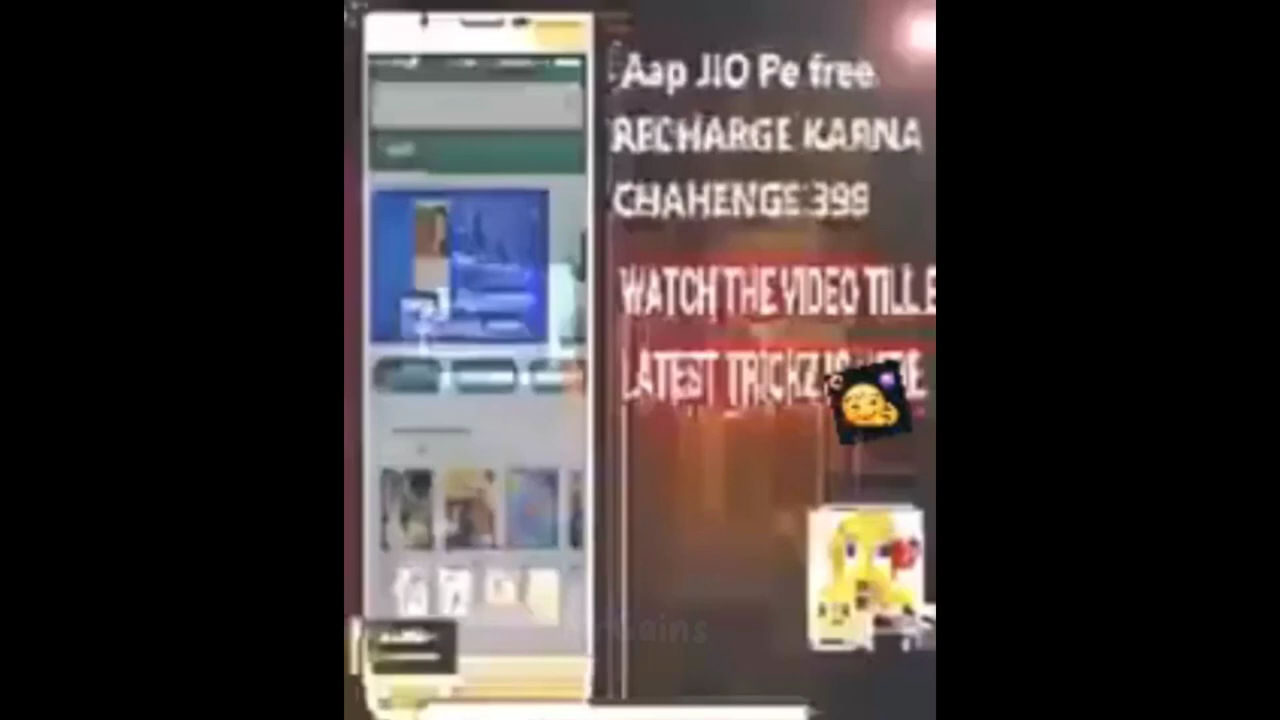 Aap JIO Pe free
RECHARGE KARNA
CHAHENGE 399
WATCH THE VIDEO TILL E
LATEST TRICKZ